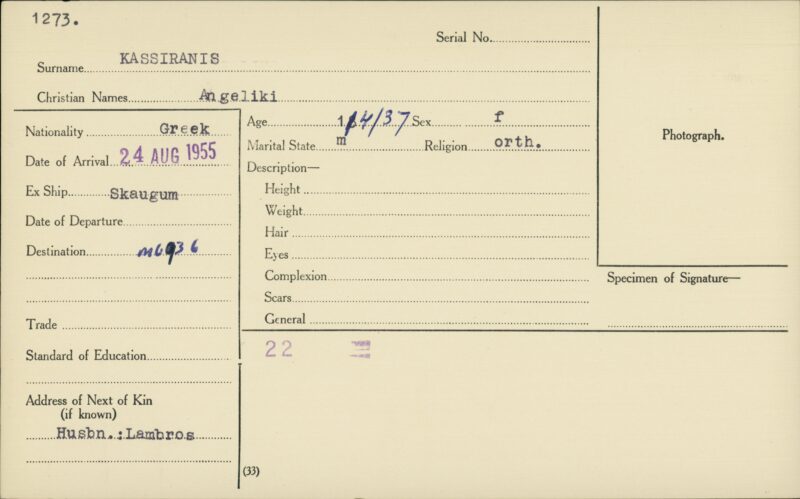 1273.
Serial No.
Surname KASSIRANIS
Christian Names Angeliki
Nationality Greek
Date of Arrival 24 AUG 1955
Ex Ship Skaugum
Date of Departure
Destination
Trade
Standard of Education
Address of Next of Kin
(if known)
Husbn.:Lambros
Age 1/4/37 Sex f
Marital State m Religion orth.
Description—
Height
Weight
Hair
Eyes
Complexion
Scars
General
22
(33)
Photograph.
Specimen of Signature—